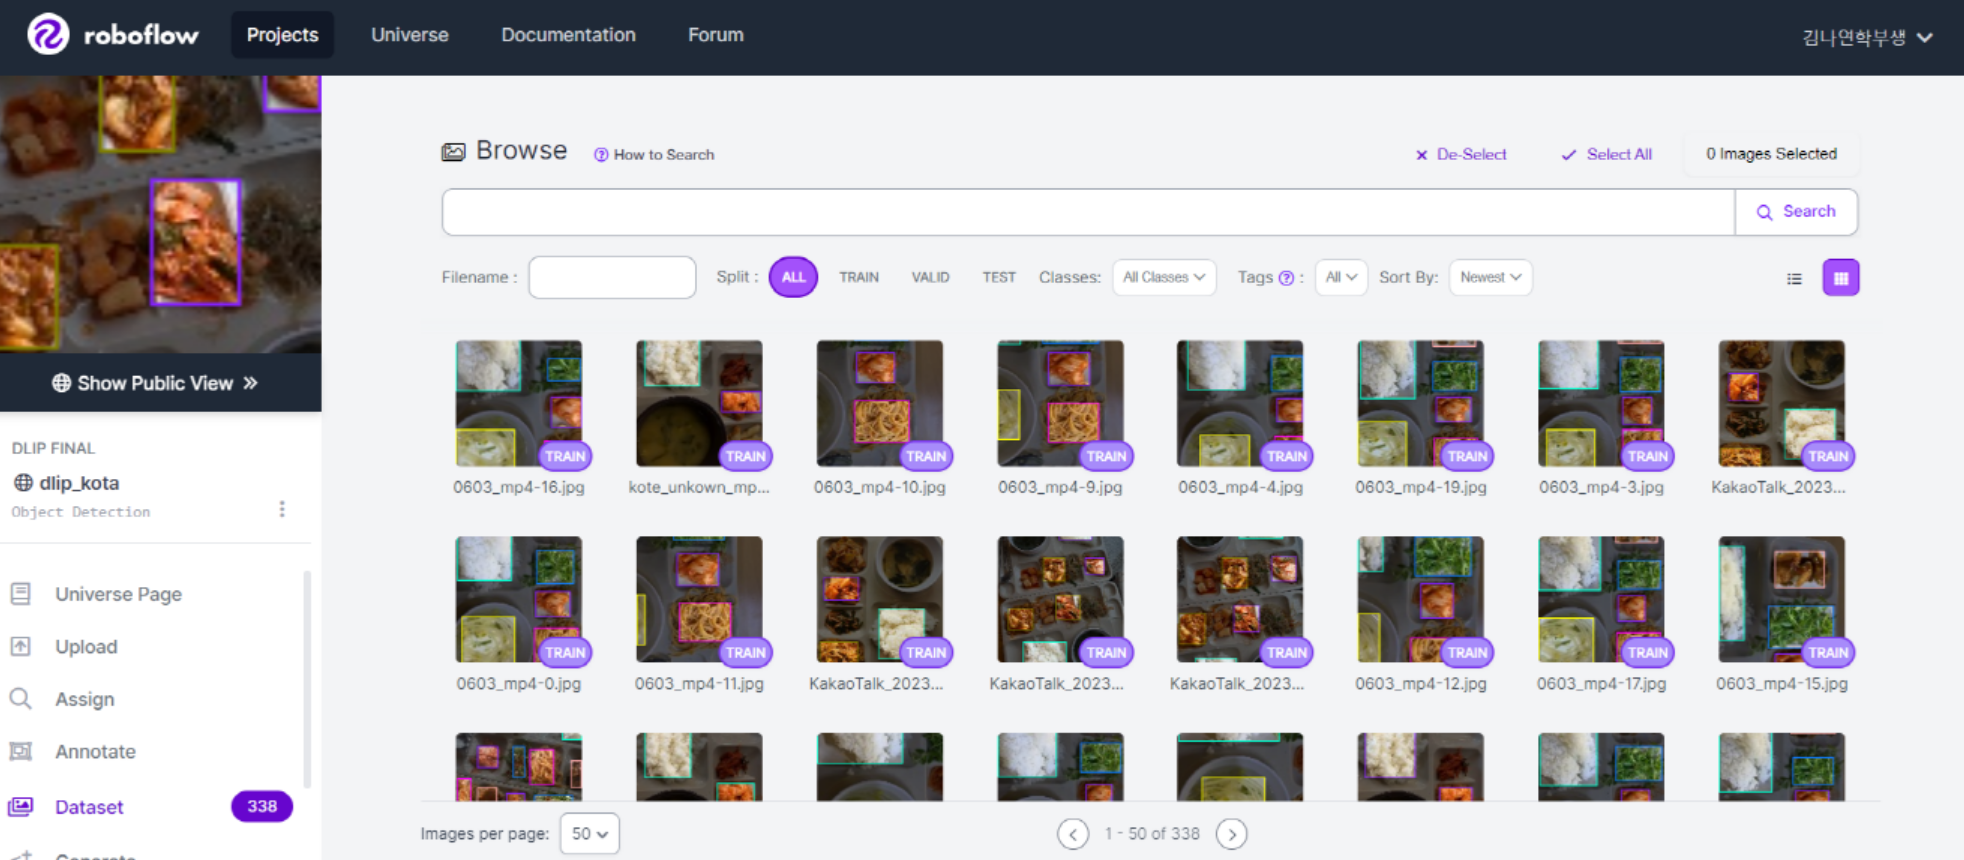 roboflow Projects Universe Documentation Forum 김나연학부생
Browse How to Search De-Select Select All 0 Images Selected
Search
Filename : Split : ALL TRAIN VALID TEST Classes: All Classes Tags ? : All Sort By: Newest
Show Public View
DLIP FINAL
dlip_kota
Object Detection
Universe Page
Upload
Assign
Annotate
Dataset 338
Generate
TRAIN TRAIN TRAIN TRAIN TRAIN TRAIN TRAIN TRAIN
0603_mp4-16.jpg kote_unkown_mp... 0603_mp4-10.jpg 0603_mp4-9.jpg 0603_mp4-4.jpg 0603_mp4-19.jpg 0603_mp4-3.jpg KakaoTalk_2023...
TRAIN TRAIN TRAIN TRAIN TRAIN TRAIN TRAIN TRAIN
0603_mp4-0.jpg 0603_mp4-11.jpg KakaoTalk_2023... KakaoTalk_2023... KakaoTalk_2023... 0603_mp4-12.jpg 0603_mp4-17.jpg 0603_mp4-15.jpg
Images per page: 50 1 - 50 of 338